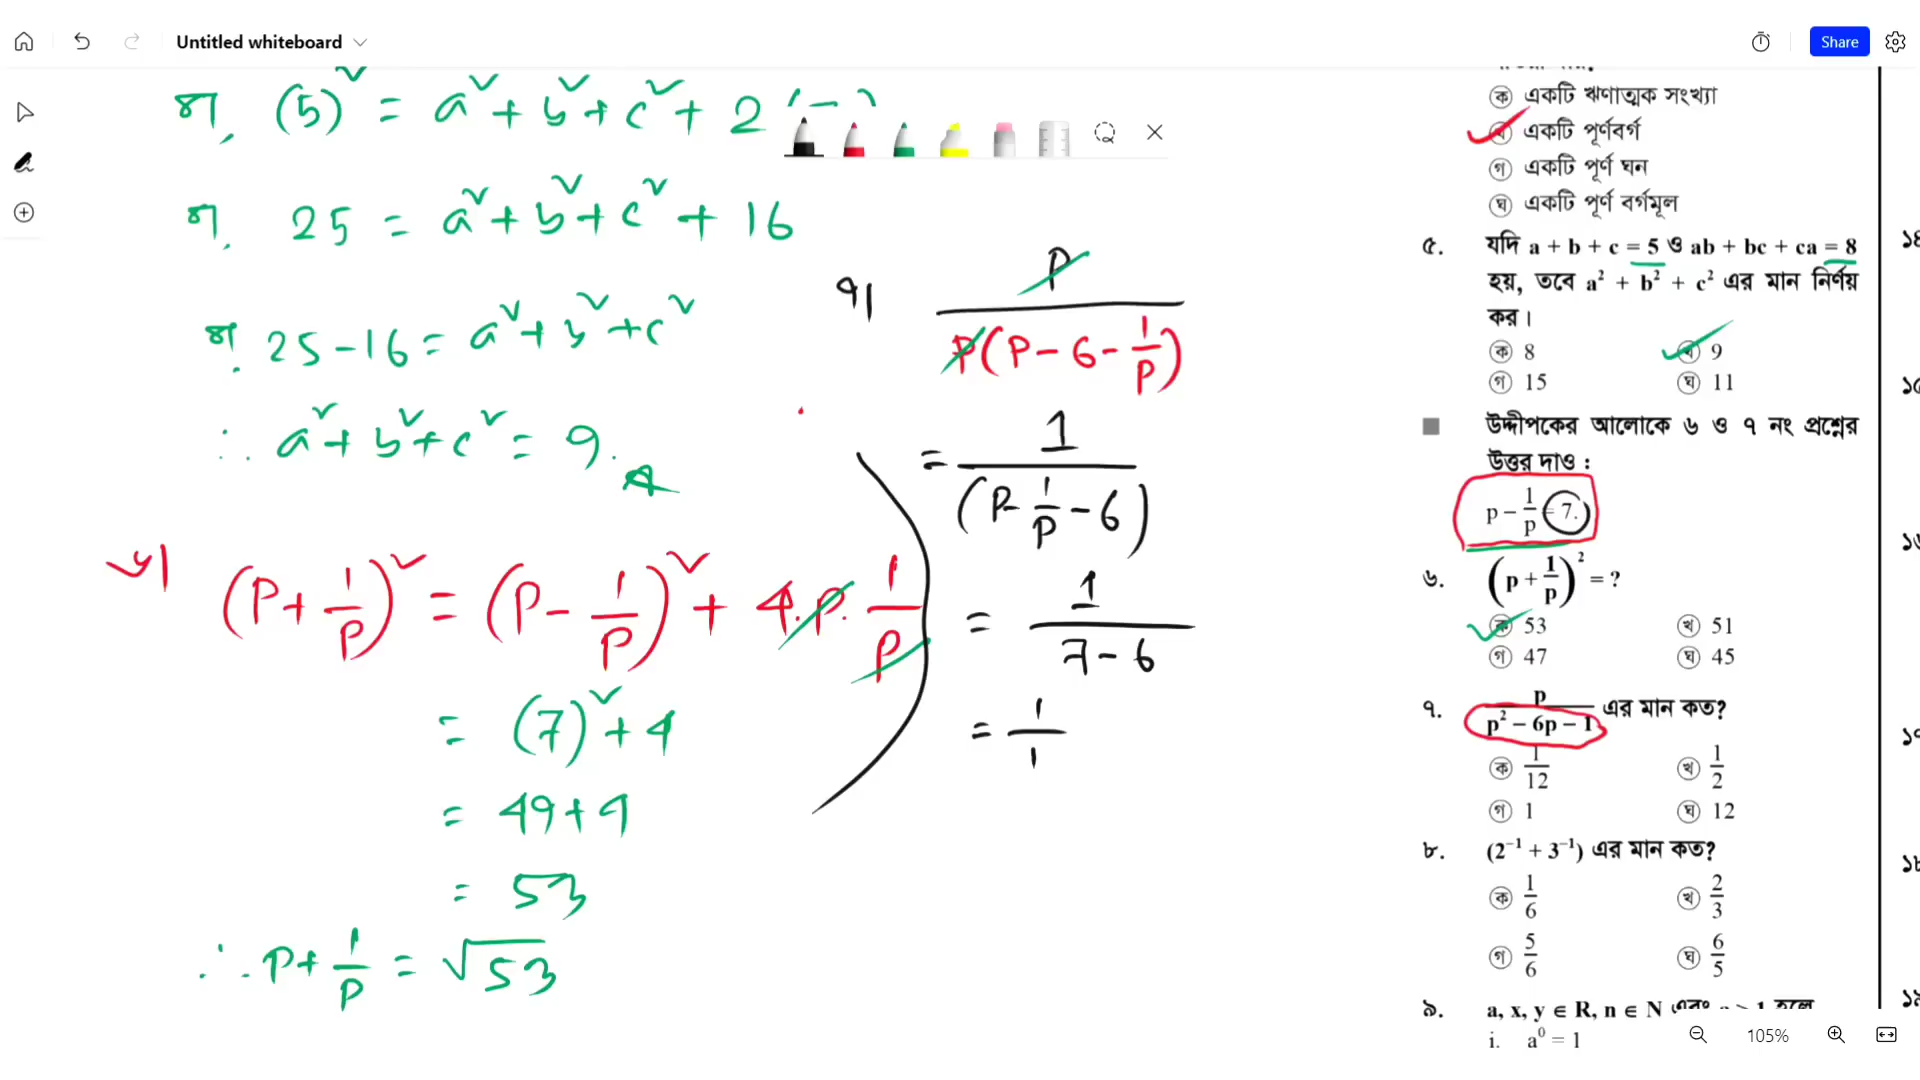 Untitled whiteboard
Share
বা, (5)² = a² + b² + c² + 2
বা, 25 = a² + b² + c² + 16
বা, 25 - 16 = a² + b² + c²
∴ a² + b² + c² = 9.
৬। (P + 1/P)² = (P - 1/P)² + 4.P.1/P
= (7)² + 4
= 49 + 4
= 53
∴ P + 1/P = √53
৭। P / P(P - 6 - 1/P)
= 1 / (P - 1/P - 6)
= 1 / 7 - 6
= 1/1
ক একটি ঋণাত্মক সংখ্যা
খ একটি পূর্ণবর্গ
গ একটি পূর্ণ ঘন
ঘ একটি পূর্ণ বর্গমূল
৫. যদি a + b + c = 5 ও ab + bc + ca = 8
হয়, তবে a² + b² + c² এর মান নির্ণয়
কর।
ক 8 খ 9
গ 15 ঘ 11
■ উদ্দীপকের আলোকে ৬ ও ৭ নং প্রশ্নের
উত্তর দাও :
p - 1/p = 7.
৬. (p + 1/p)² = ?
ক 53 খ 51
গ 47 ঘ 45
৭. p / p² - 6p - 1 এর মান কত?
ক 1/12 খ 1/2
গ 1 ঘ 12
৮. (2⁻¹ + 3⁻¹) এর মান কত?
ক 1/6 খ 2/3
গ 5/6 ঘ 6/5
৯. a, x, y ∈ R, n ∈ N
i. a⁰ = 1
105%